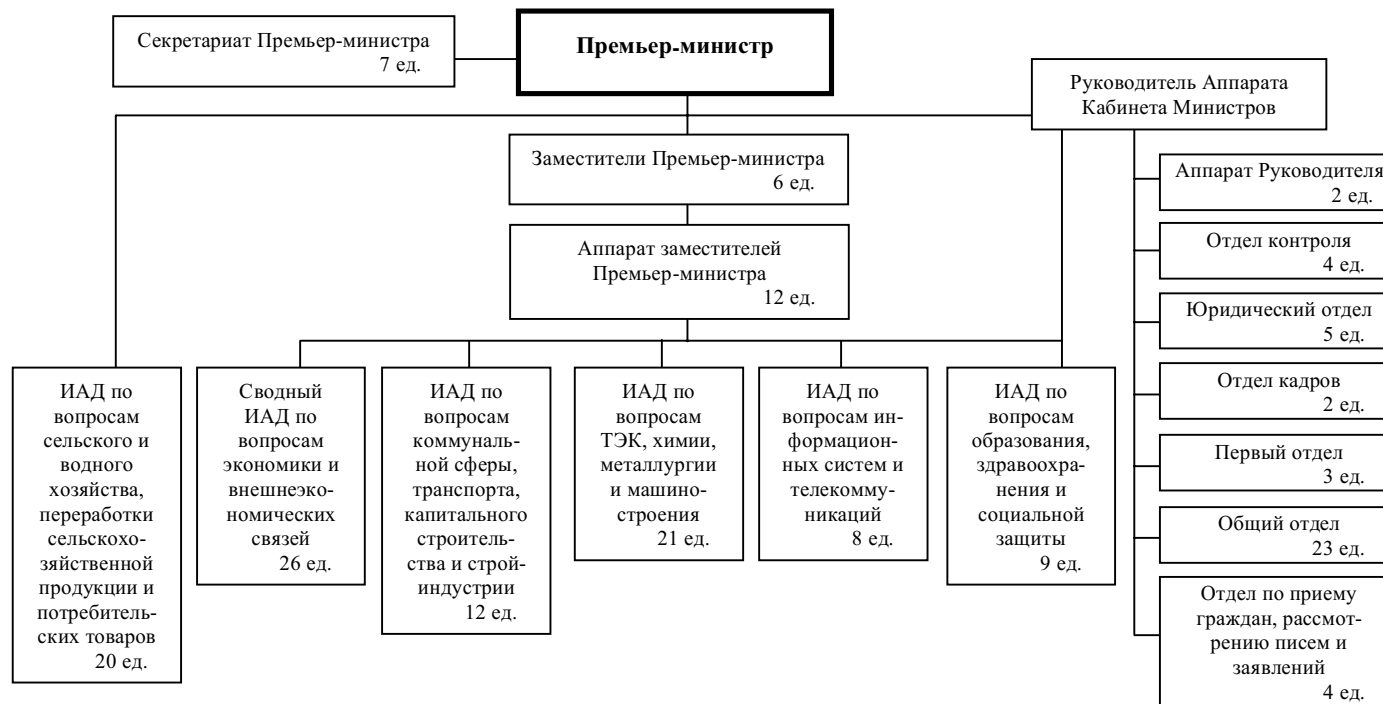 Секретариат Премьер-министра
7 ед.
Премьер-министр
Руководитель Аппарата
Кабинета Министров
Заместители Премьер-министра
6 ед.
Аппарат заместителей
Премьер-министра
12 ед.
ИАД по
вопросам
сельского и
водного
хозяйства,
переработки
сельскохо-
зяйственной
продукции и
потребитель-
ских товаров
20 ед.
Сводный
ИАД по
вопросам
экономики и
внешнеэко-
номических
связей
26 ед.
ИАД по
вопросам
коммуналь-
ной сферы,
транспорта,
капитального
строитель-
ства и строй-
индустрии
12 ед.
ИАД по
вопросам
ТЭК, химии,
металлургии
и машино-
строения
21 ед.
ИАД по
вопросам ин-
формацион-
ных систем и
телекомму-
никаций
8 ед.
ИАД по
вопросам
образования,
здравоохра-
нения и
социальной
защиты
9 ед.
Аппарат Руководителя
2 ед.
Отдел контроля
4 ед.
Юридический отдел
5 ед.
Отдел кадров
2 ед.
Первый отдел
3 ед.
Общий отдел
23 ед.
Отдел по приему
граждан, рассмот-
рению писем и
заявлений
4 ед.